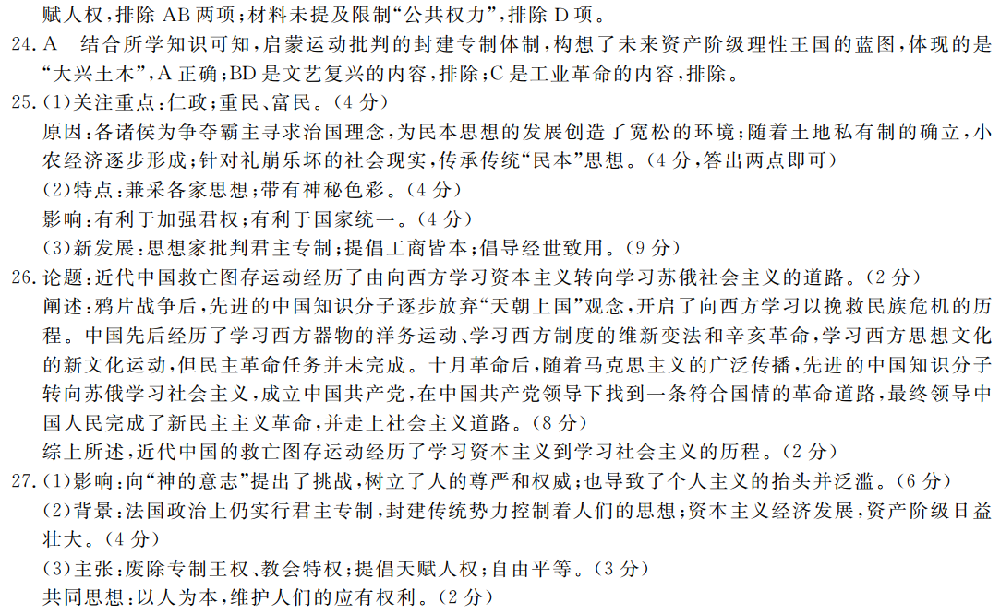 赋人权,排除 AB 两项;材料未提及限制“公共权力”,排除 D 项。
24. A 结合所学知识可知,启蒙运动批判的封建专制体制,构想了未来资产阶级理性王国的蓝图,体现的是
“大兴土木”,A 正确;BD 是文艺复兴的内容,排除;C 是工业革命的内容,排除。
25. (1)关注重点:仁政;重民、富民。(4 分)
原因:各诸侯为争夺霸主寻求治国理念,为民本思想的发展创造了宽松的环境;随着土地私有制的确立,小
农经济逐步形成;针对礼崩乐坏的社会现实,传承传统“民本”思想。(4 分,答出两点即可)
(2)特点:兼采各家思想;带有神秘色彩。(4 分)
影响:有利于加强君权;有利于国家统一。(4 分)
(3)新发展:思想家批判君主专制;提倡工商皆本;倡导经世致用。(9 分)
26. 论题:近代中国救亡图存运动经历了由向西方学习资本主义转向学习苏俄社会主义的道路。(2 分)
阐述:鸦片战争后,先进的中国知识分子逐步放弃“天朝上国”观念,开启了向西方学习以挽救民族危机的历
程。中国先后经历了学习西方器物的洋务运动、学习西方制度的维新变法和辛亥革命,学习西方思想文化
的新文化运动,但民主革命任务并未完成。十月革命后,随着马克思主义的广泛传播,先进的中国知识分子
转向苏俄学习社会主义,成立中国共产党,在中国共产党领导下找到一条符合国情的革命道路,最终领导中
国人民完成了新民主主义革命,并走上社会主义道路。(8 分)
综上所述,近代中国的救亡图存运动经历了学习资本主义到学习社会主义的历程。(2 分)
27. (1)影响:向“神的意志”提出了挑战,树立了人的尊严和权威;也导致了个人主义的抬头并泛滥。(6 分)
(2)背景:法国政治上仍实行君主专制,封建传统势力控制着人们的思想;资本主义经济发展,资产阶级日益
壮大。(4 分)
(3)主张:废除专制王权、教会特权;提倡天赋人权;自由平等。(3 分)
共同思想:以人为本,维护人们的应有权利。(2 分)